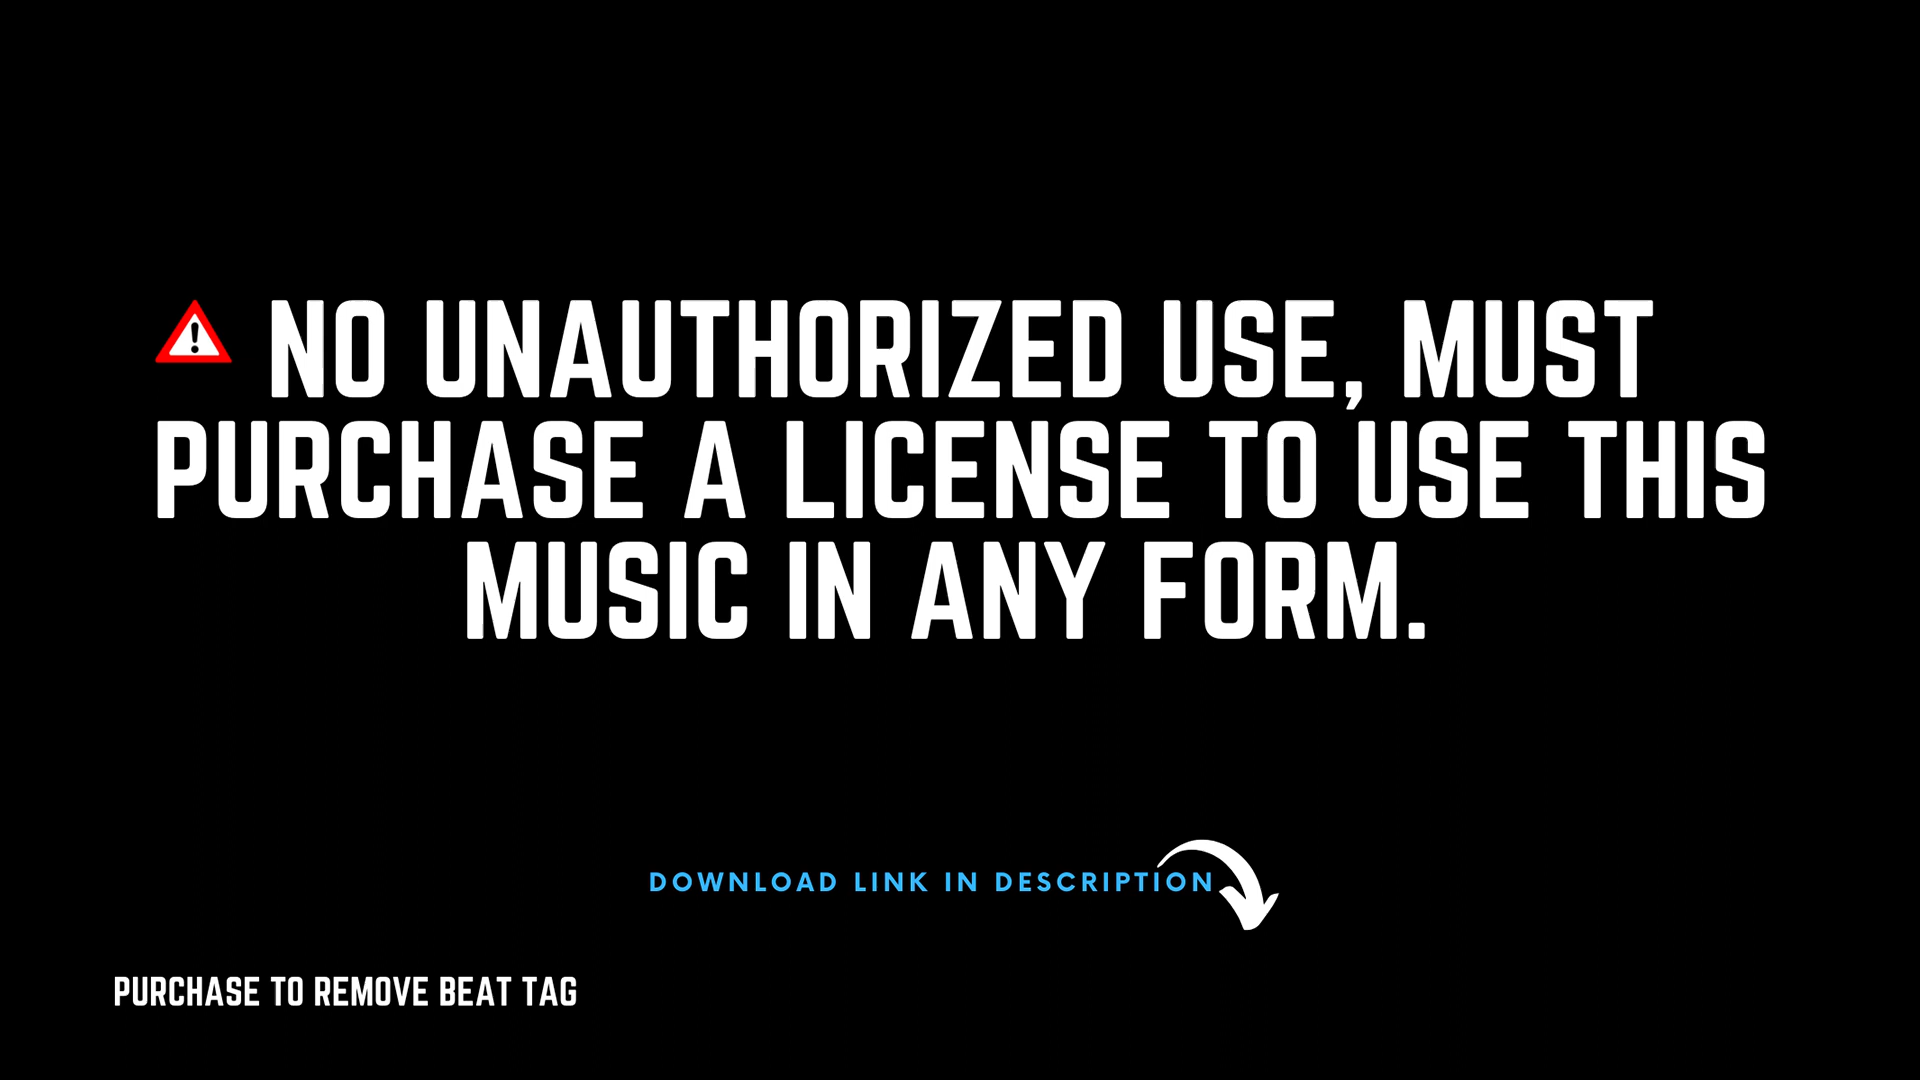 NO UNAUTHORIZED USE, MUST
PURCHASE A LICENSE TO USE THIS
MUSIC IN ANY FORM.
DOWNLOAD LINK IN DESCRIPTION
PURCHASE TO REMOVE BEAT TAG